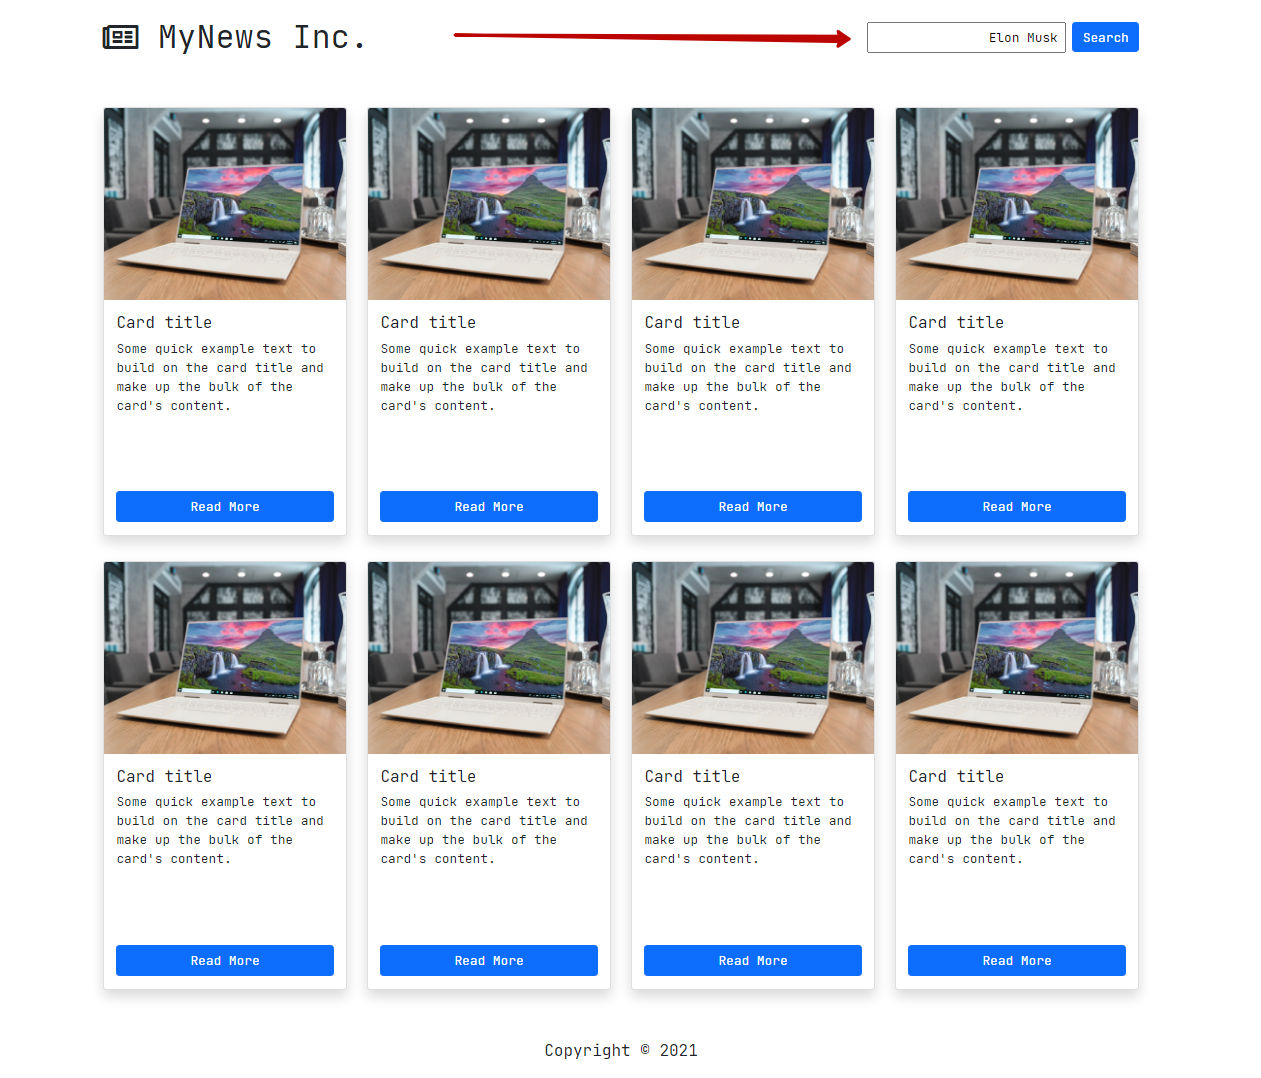 MyNews Inc.
Elon Musk
Search
Card title
Some quick example text to
build on the card title and
make up the bulk of the
card's content.
Read More
Card title
Some quick example text to
build on the card title and
make up the bulk of the
card's content.
Read More
Card title
Some quick example text to
build on the card title and
make up the bulk of the
card's content.
Read More
Card title
Some quick example text to
build on the card title and
make up the bulk of the
card's content.
Read More
Card title
Some quick example text to
build on the card title and
make up the bulk of the
card's content.
Read More
Card title
Some quick example text to
build on the card title and
make up the bulk of the
card's content.
Read More
Card title
Some quick example text to
build on the card title and
make up the bulk of the
card's content.
Read More
Card title
Some quick example text to
build on the card title and
make up the bulk of the
card's content.
Read More
Copyright © 2021